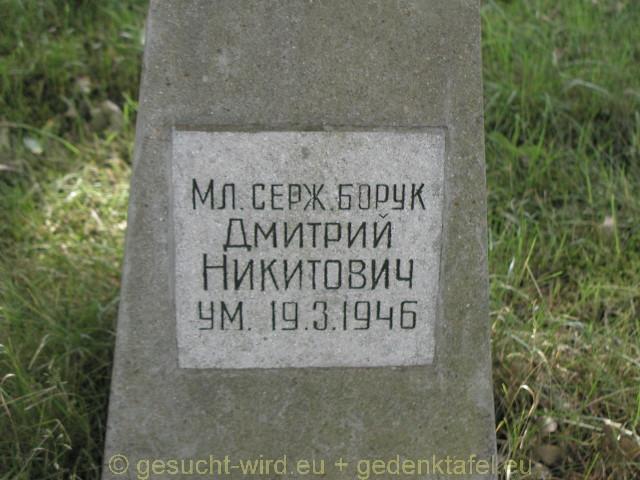 Мл. серж. Борук
Дмитрий
Никитович
ум. 19.3.1946
© gesucht-wird.eu + gedenktafel.eu